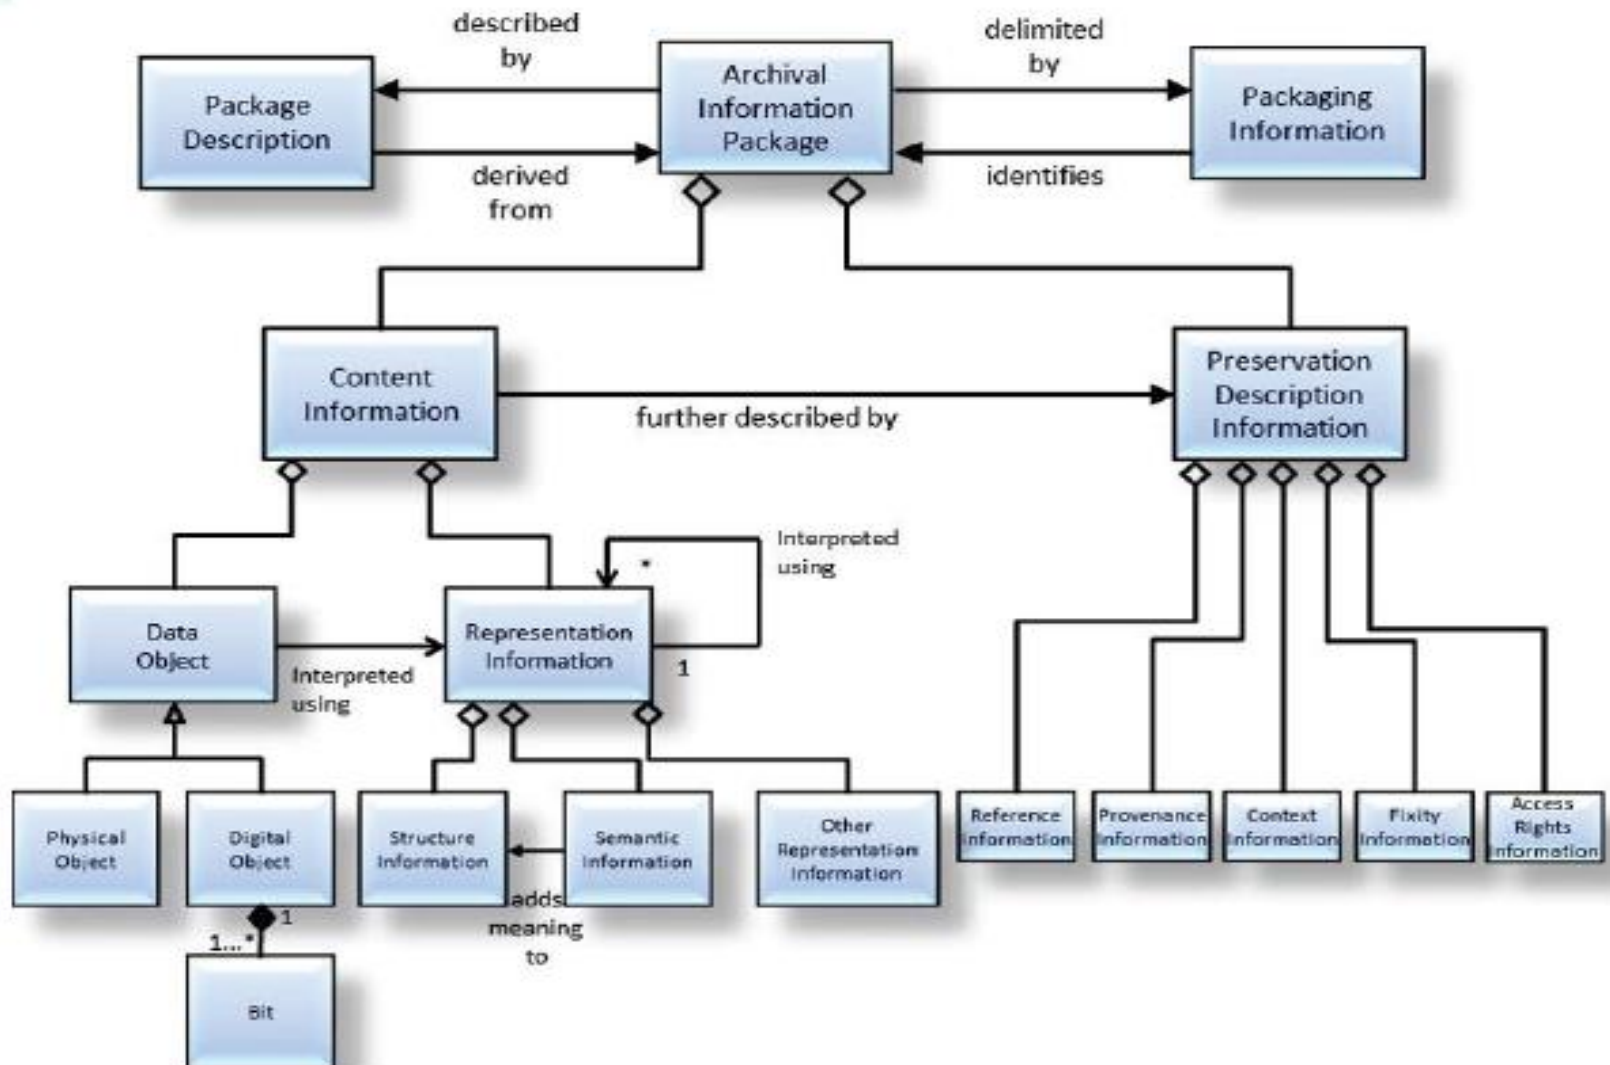 described
by
delimited
by
Package
Description
Archival
Information
Package
Packaging
Information
derived
from
identifies
Content
Information
further described by
Preservation
Description
Information
Interpreted
using
*
Data
Object
Interpreted
using
Representation
Information
1
Physical
Object
Digital
Object
Structure
Information
Semantic
Information
adds
meaning
to
Other
Representation
Information
Reference
Information
Provenance
Information
Context
Information
Fixity
Information
Access
Rights
Information
1
1...*
Bit